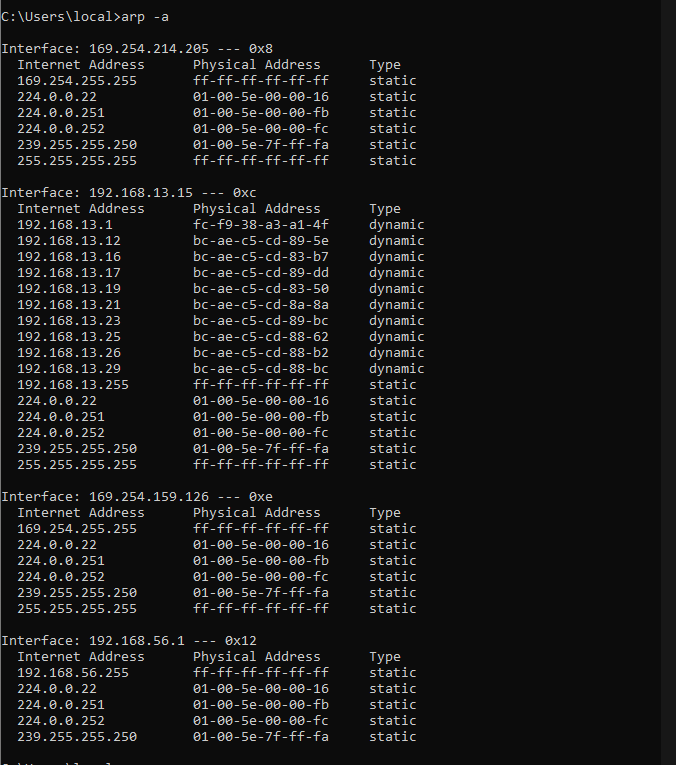 C:\Users\local>arp -a
Interface: 169.254.214.205 --- 0x8
Internet Address Physical Address Type
169.254.255.255 ff-ff-ff-ff-ff-ff static
224.0.0.22 01-00-5e-00-00-16 static
224.0.0.251 01-00-5e-00-00-fb static
224.0.0.252 01-00-5e-00-00-fc static
239.255.255.250 01-00-5e-7f-ff-fa static
255.255.255.255 ff-ff-ff-ff-ff-ff static
Interface: 192.168.13.15 --- 0xc
Internet Address Physical Address Type
192.168.13.1 fc-f9-38-a3-a1-4f dynamic
192.168.13.12 bc-ae-c5-cd-89-5e dynamic
192.168.13.16 bc-ae-c5-cd-83-b7 dynamic
192.168.13.17 bc-ae-c5-cd-89-dd dynamic
192.168.13.19 bc-ae-c5-cd-83-50 dynamic
192.168.13.21 bc-ae-c5-cd-8a-8a dynamic
192.168.13.23 bc-ae-c5-cd-89-bc dynamic
192.168.13.25 bc-ae-c5-cd-88-62 dynamic
192.168.13.26 bc-ae-c5-cd-88-b2 dynamic
192.168.13.29 bc-ae-c5-cd-88-bc dynamic
192.168.13.255 ff-ff-ff-ff-ff-ff static
224.0.0.22 01-00-5e-00-00-16 static
224.0.0.251 01-00-5e-00-00-fb static
224.0.0.252 01-00-5e-00-00-fc static
239.255.255.250 01-00-5e-7f-ff-fa static
255.255.255.255 ff-ff-ff-ff-ff-ff static
Interface: 169.254.159.126 --- 0xe
Internet Address Physical Address Type
169.254.255.255 ff-ff-ff-ff-ff-ff static
224.0.0.22 01-00-5e-00-00-16 static
224.0.0.251 01-00-5e-00-00-fb static
224.0.0.252 01-00-5e-00-00-fc static
239.255.255.250 01-00-5e-7f-ff-fa static
255.255.255.255 ff-ff-ff-ff-ff-ff static
Interface: 192.168.56.1 --- 0x12
Internet Address Physical Address Type
192.168.56.255 ff-ff-ff-ff-ff-ff static
224.0.0.22 01-00-5e-00-00-16 static
224.0.0.251 01-00-5e-00-00-fb static
224.0.0.252 01-00-5e-00-00-fc static
239.255.255.250 01-00-5e-7f-ff-fa static